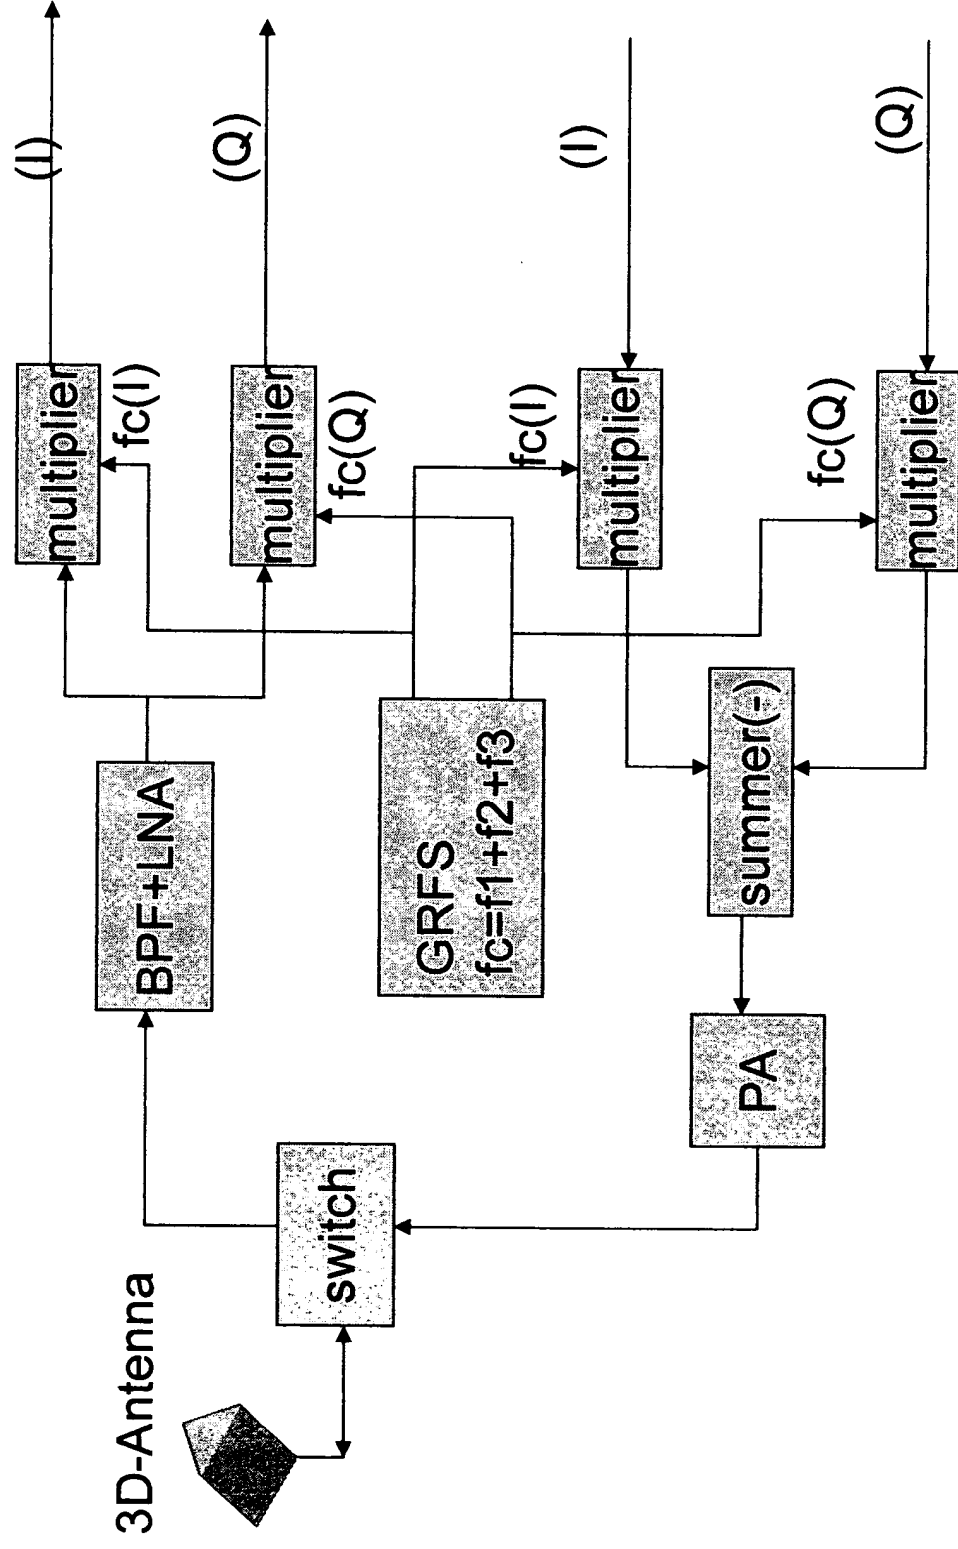 3D-Antenna
switch
BPF+LNA
multiplier
(I)
fc(I)
multiplier
(Q)
fc(Q)
GRFS
fc=f1+f2+f3
fc(I)
multiplier
(I)
PA
summer(-)
fc(Q)
multiplier
(Q)